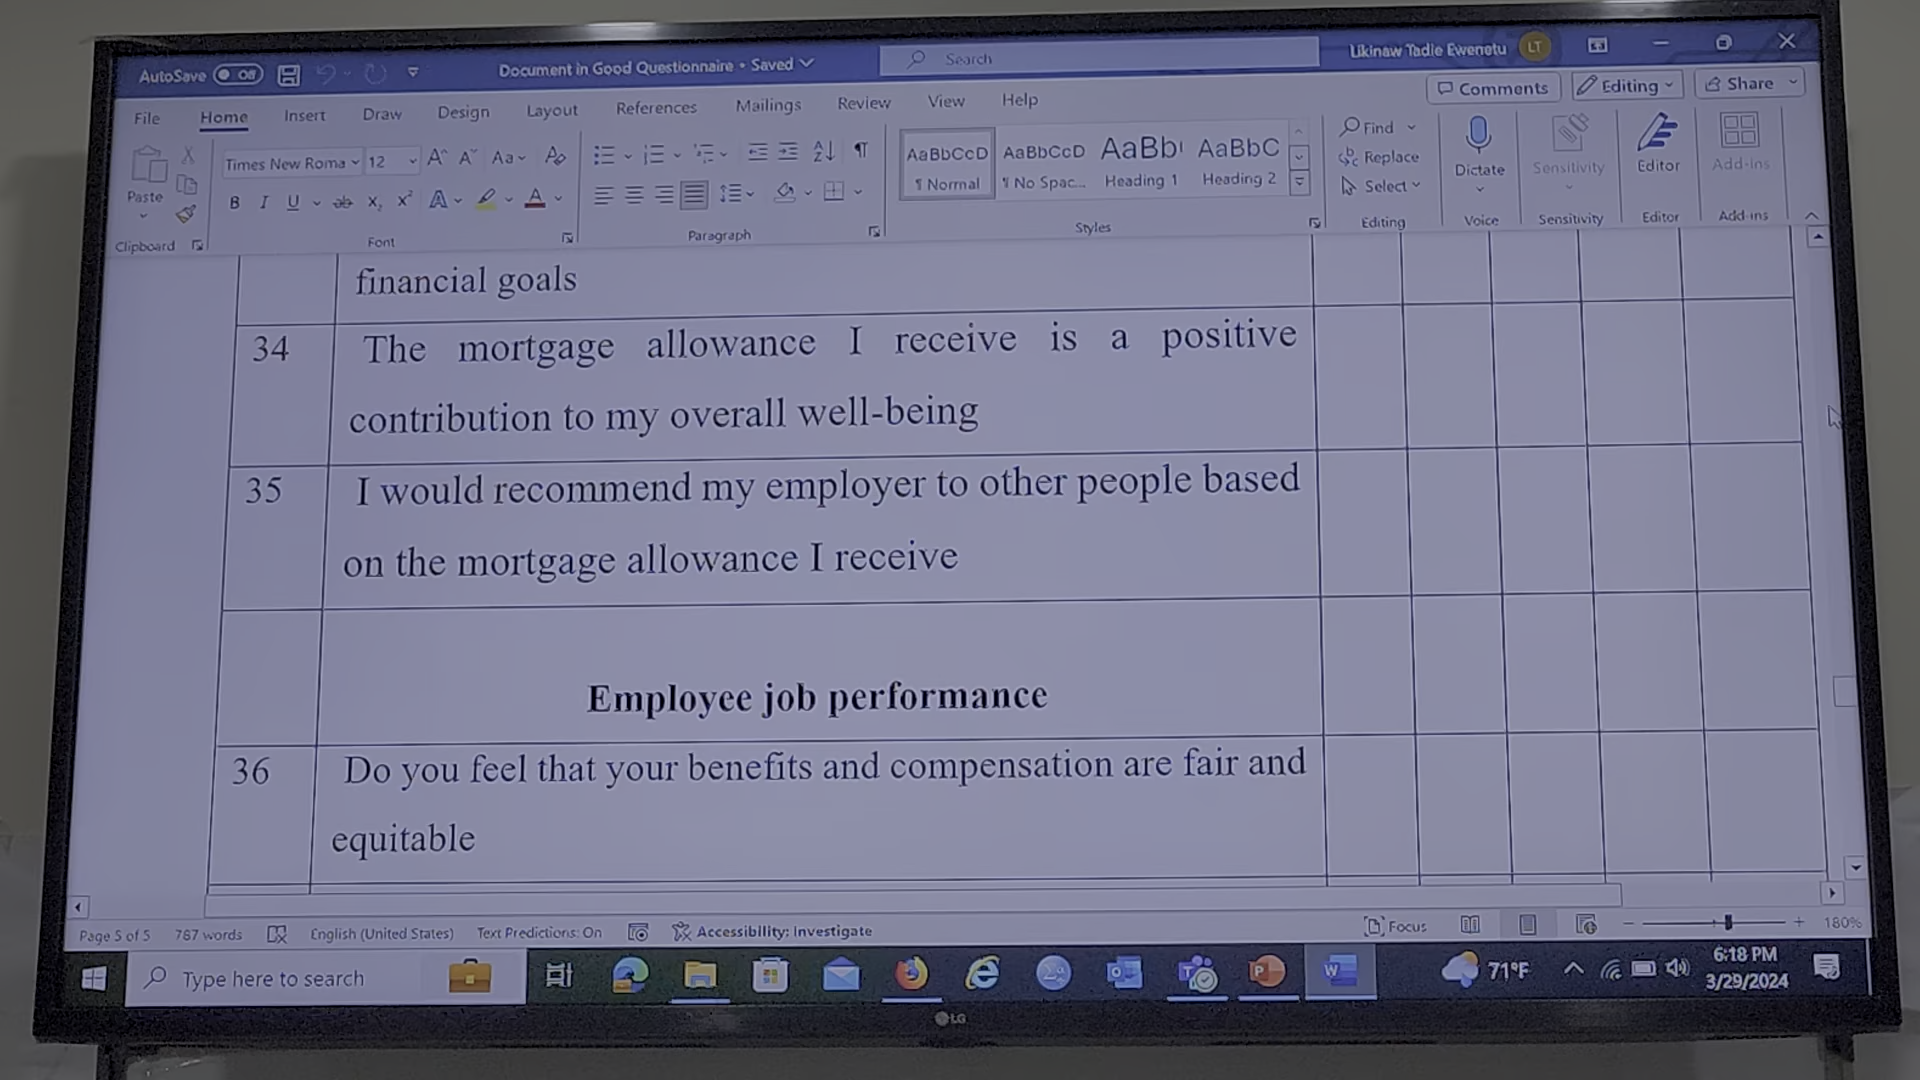 AutoSave Off
Document in Good Questionnaire • Saved
Search
Likinaw Tadie Ewenetu LT
File Home Insert Draw Design Layout References Mailings Review View Help
Comments Editing Share
Paste
Clipboard
Times New Roma 12
Aa
B I U ab x, x²
Font
Paragraph
AaBbCcD AaBbCcD AaBb( AaBbC
¶ Normal ¶ No Spac... Heading 1 Heading 2
Styles
Find
Replace
Select
Editing
Dictate
Voice
Sensitivity
Sensitivity
Editor
Editor
Add-ins
Add-ins
financial goals
34 The mortgage allowance I receive is a positive
contribution to my overall well-being
35 I would recommend my employer to other people based
on the mortgage allowance I receive
Employee job performance
36 Do you feel that your benefits and compensation are fair and
equitable
Page 5 of 5 767 words English (United States) Text Predictions: On Accessibility: Investigate
Focus 180%
Type here to search
71°F
6:18 PM
3/29/2024
LG